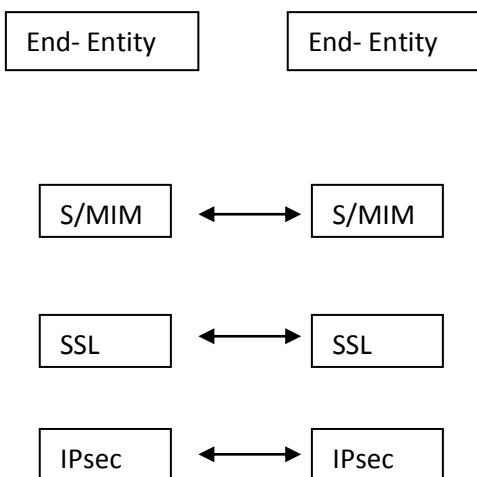 End- Entity End- Entity
S/MIM S/MIM
SSL SSL
IPsec IPsec